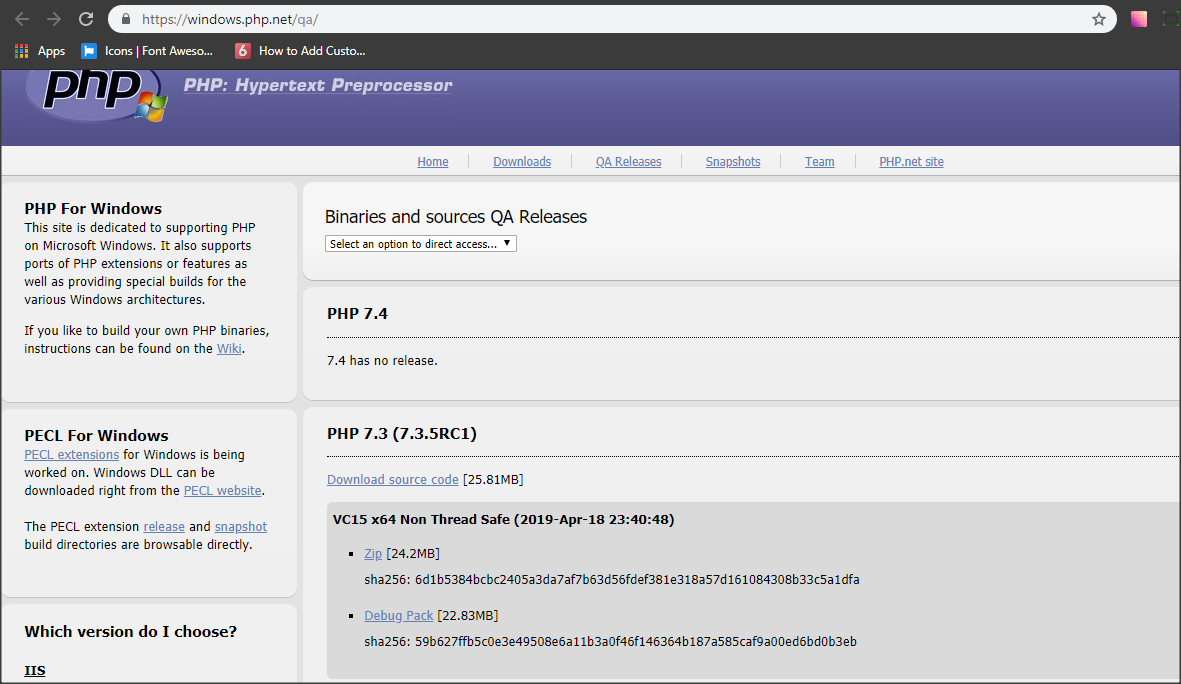 https://windows.php.net/qa/
Apps Icons | Font Aweso... How to Add Custo...
php PHP: Hypertext Preprocessor
Home Downloads QA Releases Snapshots Team PHP.net site
PHP For Windows
This site is dedicated to supporting PHP
on Microsoft Windows. It also supports
ports of PHP extensions or features as
well as providing special builds for the
various Windows architectures.
If you like to build your own PHP binaries,
instructions can be found on the Wiki.
PECL For Windows
PECL extensions for Windows is being
worked on. Windows DLL can be
downloaded right from the PECL website.
The PECL extension release and snapshot
build directories are browsable directly.
Which version do I choose?
IIS
Binaries and sources QA Releases
Select an option to direct access...
PHP 7.4
7.4 has no release.
PHP 7.3 (7.3.5RC1)
Download source code [25.81MB]
VC15 x64 Non Thread Safe (2019-Apr-18 23:40:48)
Zip [24.2MB]
sha256: 6d1b5384bcbc2405a3da7af7b63d56fdef381e318a57d161084308b33c5a1dfa
Debug Pack [22.83MB]
sha256: 59b627ffb5c0e3e49508e6a11b3a0f46f146364b187a585caf9a00ed6bd0b3eb